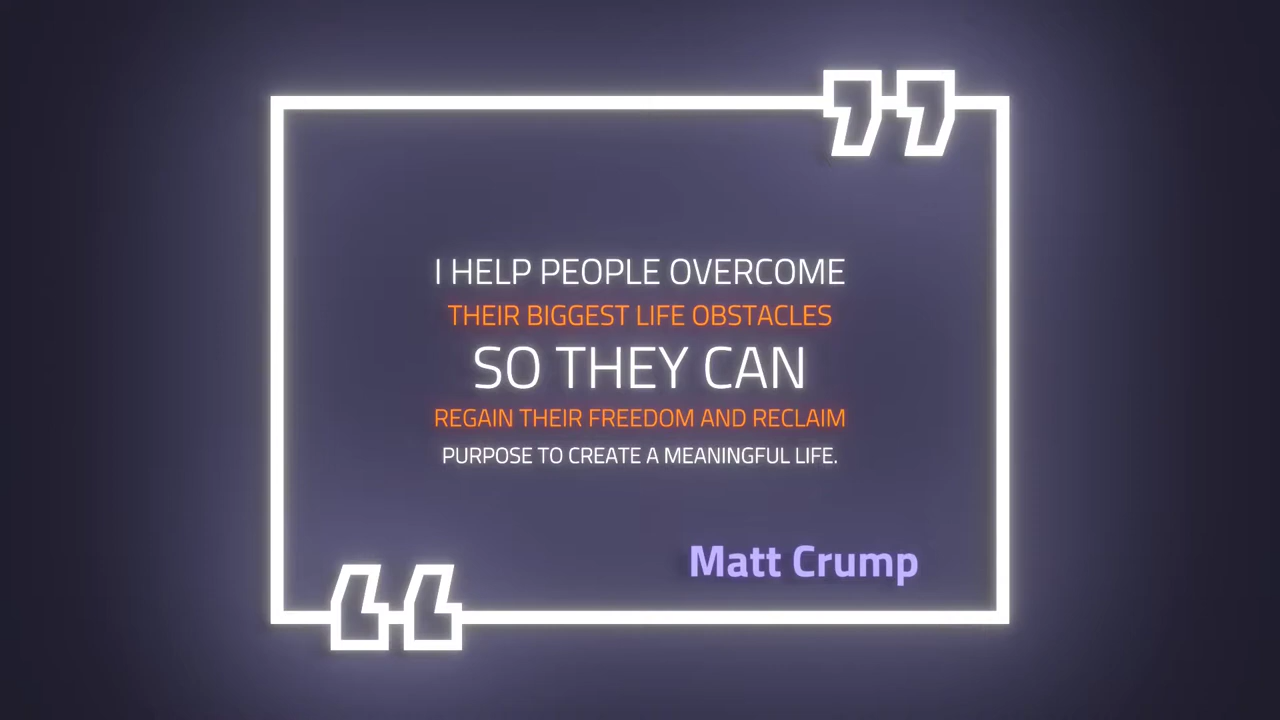 I HELP PEOPLE OVERCOME
THEIR BIGGEST LIFE OBSTACLES
SO THEY CAN
REGAIN THEIR FREEDOM AND RECLAIM
PURPOSE TO CREATE A MEANINGFUL LIFE.
Matt Crump